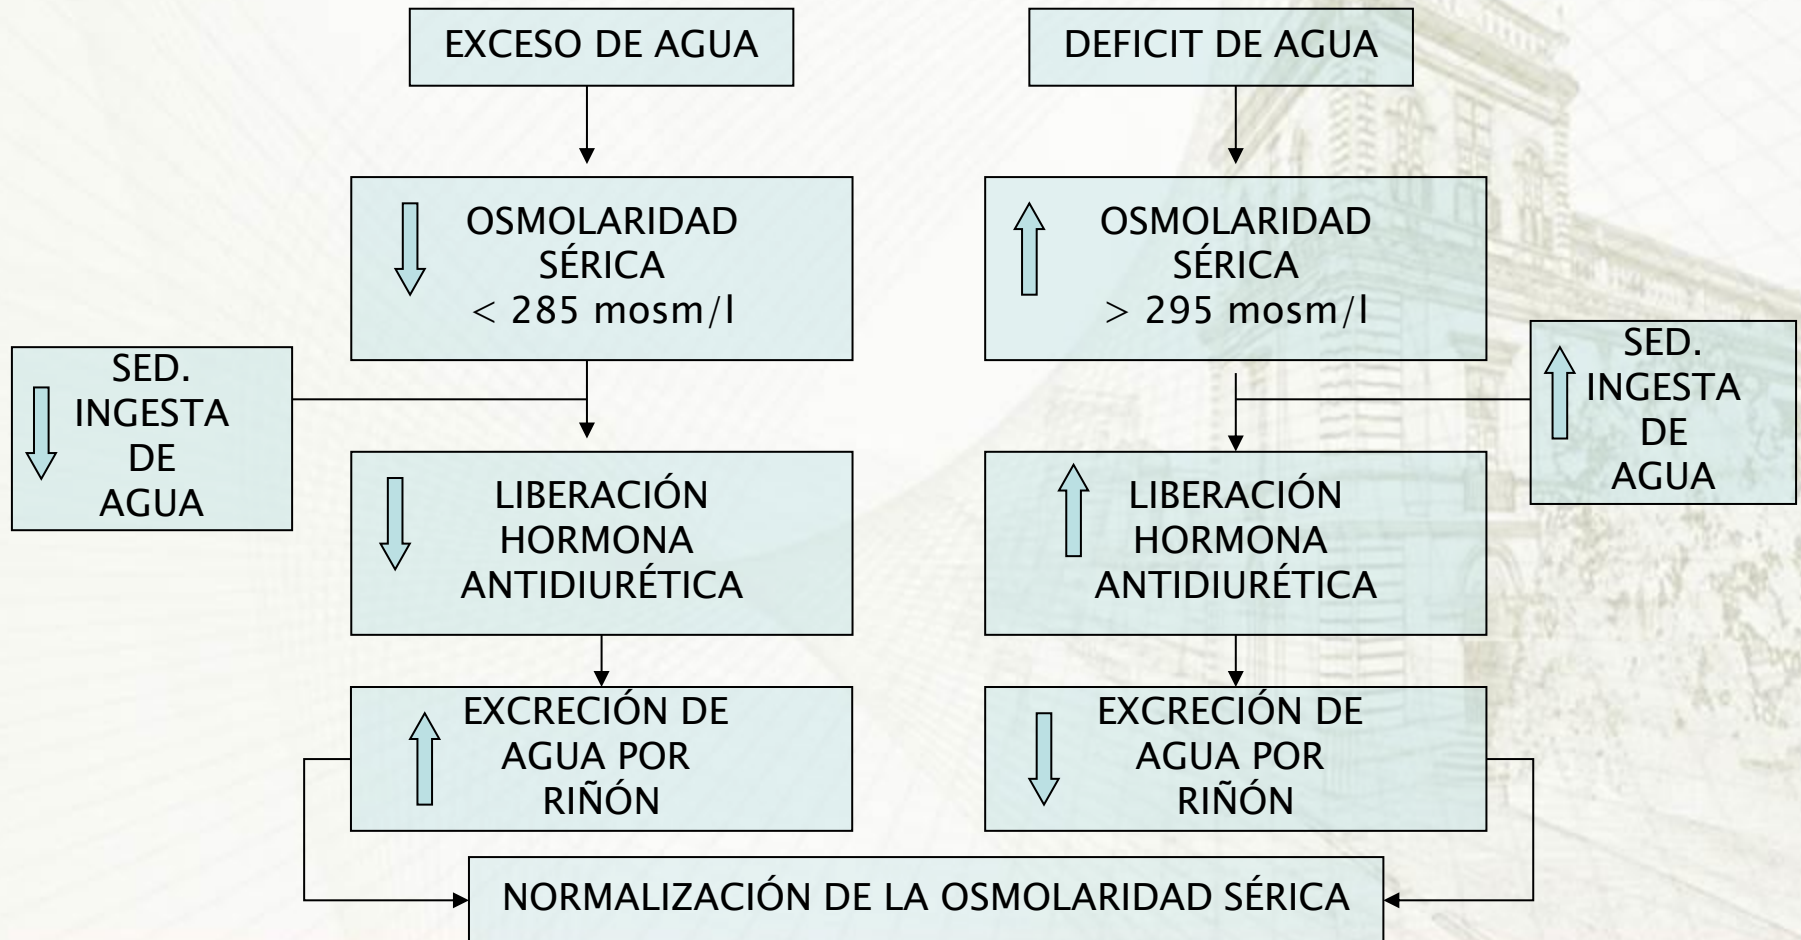 EXCESO DE AGUA
DEFICIT DE AGUA
OSMOLARIDAD
SÉRICA
< 285 mosm/l
OSMOLARIDAD
SÉRICA
> 295 mosm/l
SED.
INGESTA
DE
AGUA
SED.
INGESTA
DE
AGUA
LIBERACIÓN
HORMONA
ANTIDIURÉTICA
LIBERACIÓN
HORMONA
ANTIDIURÉTICA
EXCRECIÓN DE
AGUA POR
RIÑÓN
EXCRECIÓN DE
AGUA POR
RIÑÓN
NORMALIZACIÓN DE LA OSMOLARIDAD SÉRICA